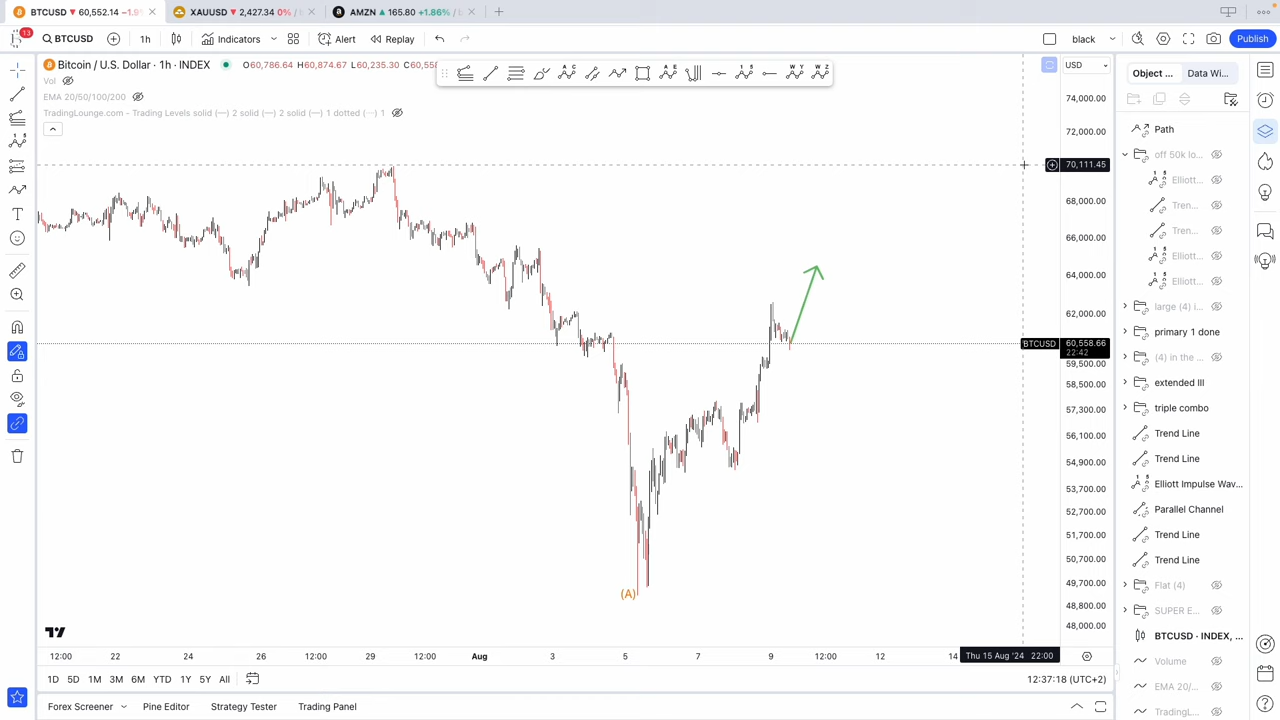 BTCUSD 60,552.14 −1.9%
XAUUSD 2,427.34 0% /
AMZN 165.80 +1.86% /
13
BTCUSD
1h
Indicators
Alert
Replay
black
Publish
Bitcoin / U.S. Dollar · 1h · INDEX O60,786.64 H60,874.67 L60,235.30 C60,558
Vol
EMA 20/50/100/200
TradingLounge.com - Trading Levels solid (—) 2 solid (—) 2 solid (—) 1 dotted (···) 1
USD
74,000.00
72,000.00
70,111.45
68,000.00
66,000.00
64,000.00
62,000.00
BTCUSD 60,558.66
22:42
59,500.00
58,500.00
57,300.00
56,100.00
54,900.00
53,700.00
52,700.00
51,700.00
50,700.00
49,700.00
48,800.00
48,000.00
(A)
12:00 22 24 26 12:00 29 12:00 Aug 3 5 7 9 12:00 12 14 Thu 15 Aug '24 22:00
1D 5D 1M 3M 6M YTD 1Y 5Y All
12:37:18 (UTC+2)
Forex Screener
Pine Editor
Strategy Tester
Trading Panel
Object ...
Data Wi...
Path
off 50k lo...
Elliott
Tren...
Tren...
Elliott
Elliott
large (4) i...
primary 1 done
(4) in the ...
extended III
triple combo
Trend Line
Trend Line
Elliott Impulse Wav...
Parallel Channel
Trend Line
Trend Line
Flat (4)
SUPER E...
BTCUSD · INDEX, ...
Volume
EMA 20/...
TradingL...